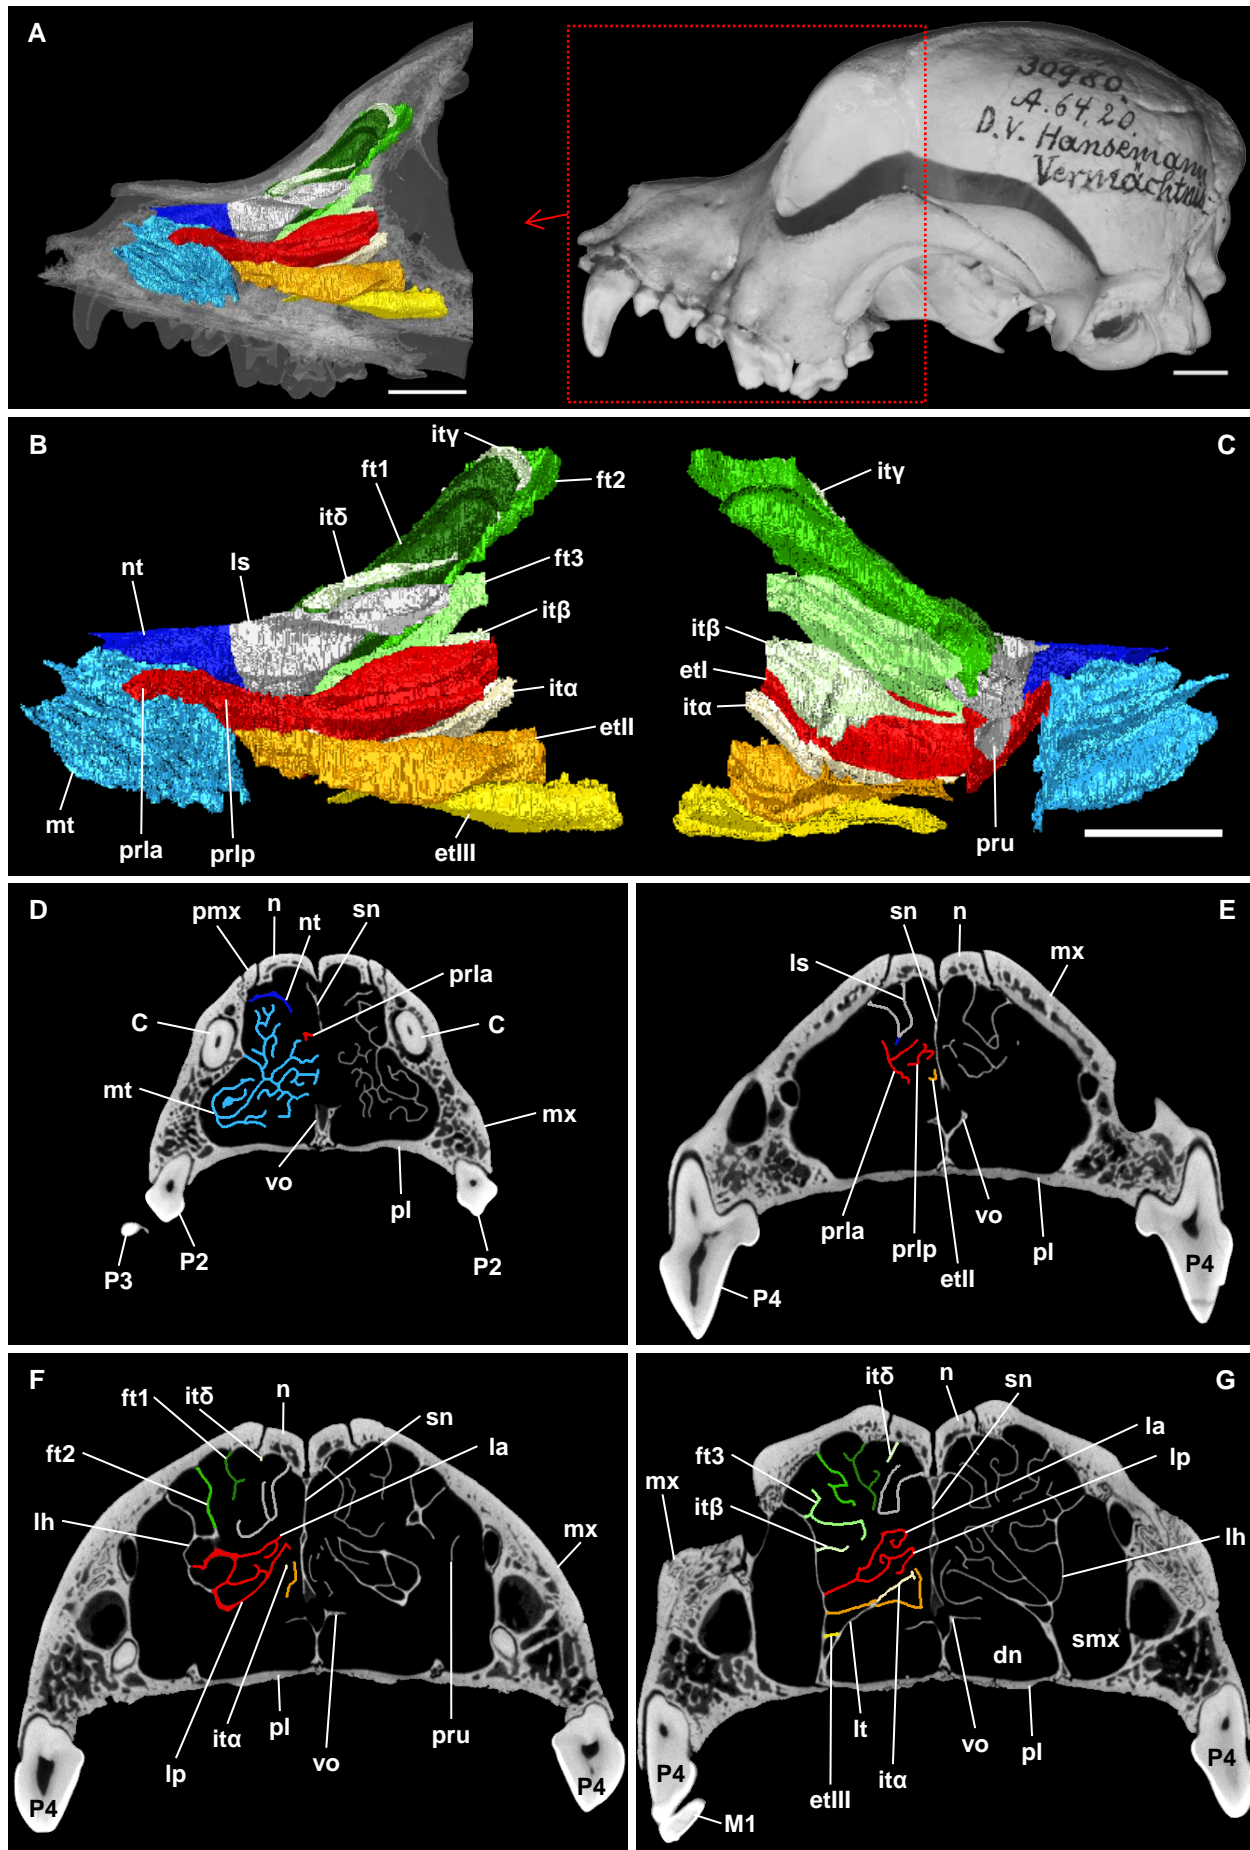 A
30980.
A.64,20.
D.V. Hansemann
Vermächtnis
B
C
itγ
ft1
ft2
itδ
ft3
nt
ls
itβ
itα
etII
mt
prla
prlp
etIII
itγ
itβ
etI
itα
pru
D
pmx
n
nt
sn
prla
C
C
mt
mx
vo
pl
P3
P2
P2
E
sn
n
ls
mx
prla
prlp
etII
vo
pl
P4
P4
F
ft1
itδ
n
sn
ft2
la
lh
mx
lp
itα
pl
vo
pru
P4
P4
G
itδ
n
sn
la
ft3
lp
mx
itβ
lh
smx
dn
lt
itα
vo
pl
etIII
P4
P4
M1